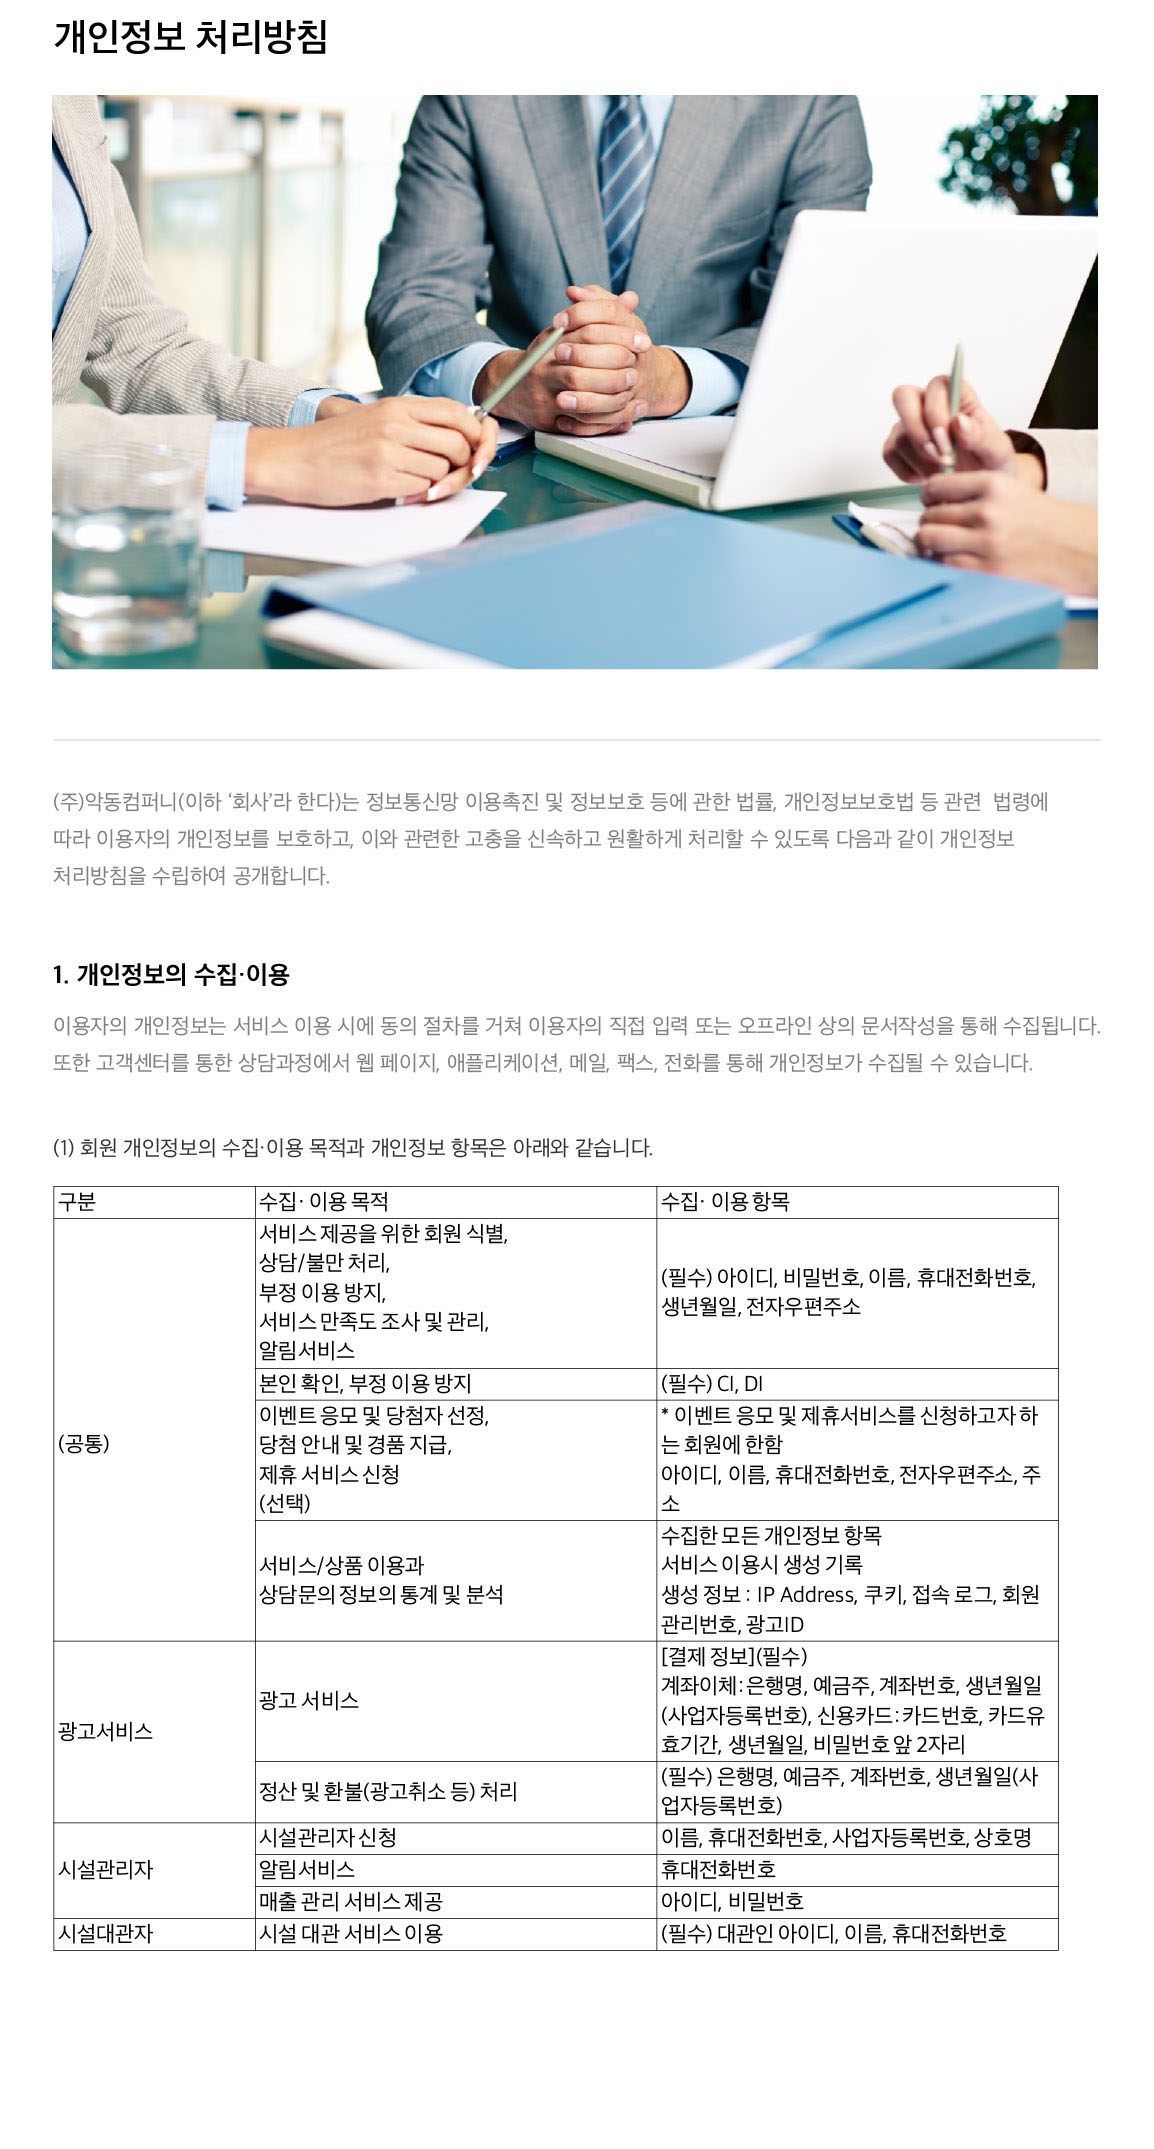 개인정보 처리방침
(주)악동컴퍼니(이하 ‘회사’라 한다)는 정보통신망 이용촉진 및 정보보호 등에 관한 법률, 개인정보보호법 등 관련 법령에
따라 이용자의 개인정보를 보호하고, 이와 관련한 고충을 신속하고 원활하게 처리할 수 있도록 다음과 같이 개인정보
처리방침을 수립하여 공개합니다.
1. 개인정보의 수집·이용
이용자의 개인정보는 서비스 이용 시에 동의 절차를 거쳐 이용자의 직접 입력 또는 오프라인 상의 문서작성을 통해 수집됩니다.
또한 고객센터를 통한 상담과정에서 웹 페이지, 애플리케이션, 메일, 팩스, 전화를 통해 개인정보가 수집될 수 있습니다.
(1) 회원 개인정보의 수집·이용 목적과 개인정보 항목은 아래와 같습니다.
구분
수집· 이용 목적
수집· 이용 항목
(공통)
서비스 제공을 위한 회원 식별,
상담/불만 처리,
부정 이용 방지,
서비스 만족도 조사 및 관리,
알림서비스
(필수) 아이디, 비밀번호, 이름, 휴대전화번호,
생년월일, 전자우편주소
본인 확인, 부정 이용 방지
(필수) CI, DI
이벤트 응모 및 당첨자 선정,
당첨 안내 및 경품 지급,
제휴 서비스 신청
(선택)
* 이벤트 응모 및 제휴서비스를 신청하고자 하
는 회원에 한함
아이디, 이름, 휴대전화번호, 전자우편주소, 주
소
서비스/상품 이용과
상담문의 정보의 통계 및 분석
수집한 모든 개인정보 항목
서비스 이용시 생성 기록
생성 정보 : IP Address, 쿠키, 접속 로그, 회원
관리번호, 광고ID
광고서비스
광고 서비스
[결제 정보](필수)
계좌이체: 은행명, 예금주, 계좌번호, 생년월일
(사업자등록번호), 신용카드: 카드번호, 카드유
효기간, 생년월일, 비밀번호 앞 2자리
정산 및 환불(광고취소 등) 처리
(필수) 은행명, 예금주, 계좌번호, 생년월일(사
업자등록번호)
시설관리자
시설관리자 신청
이름, 휴대전화번호, 사업자등록번호, 상호명
알림서비스
휴대전화번호
매출 관리 서비스 제공
아이디, 비밀번호
시설대관자
시설 대관 서비스 이용
(필수) 대관인 아이디, 이름, 휴대전화번호